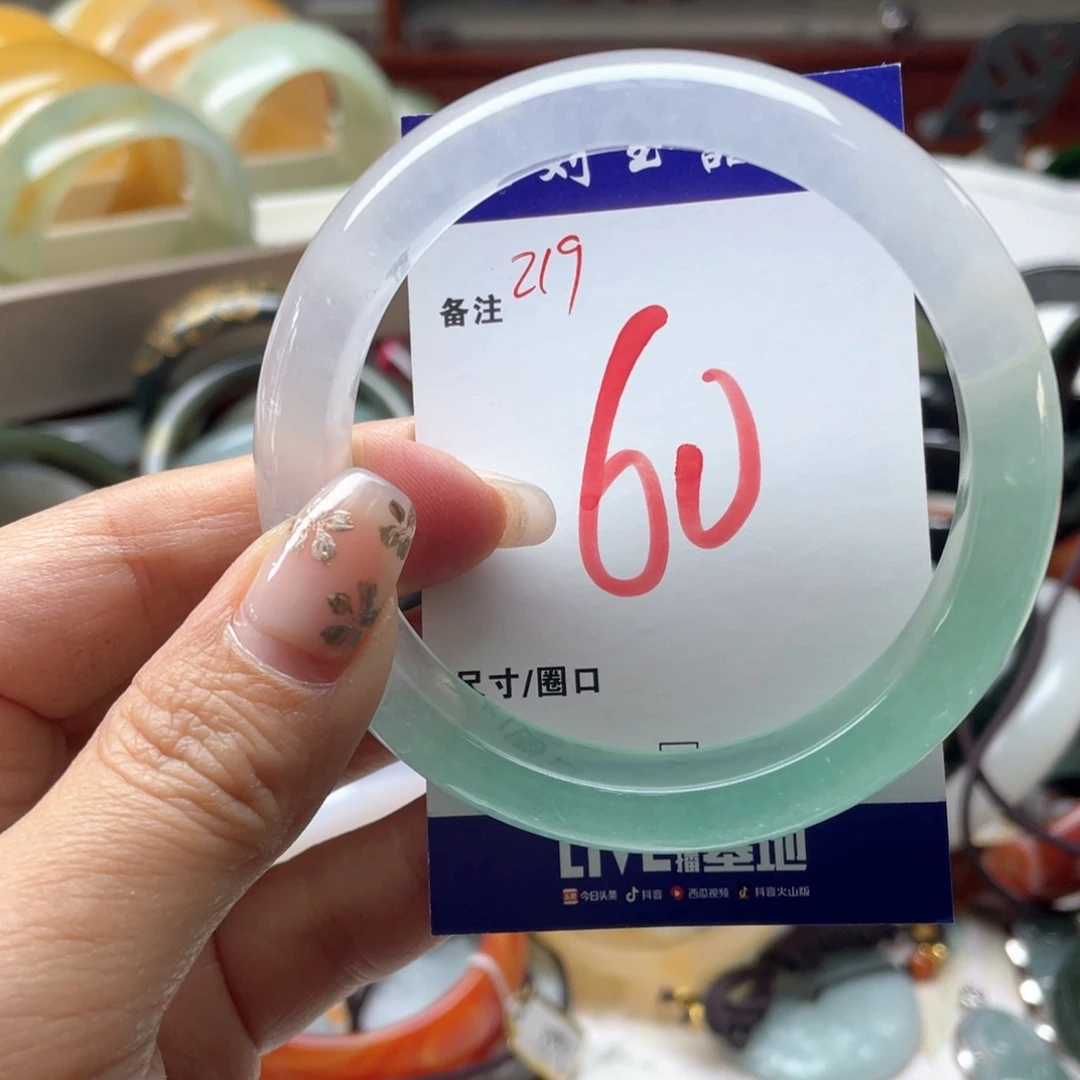 219
备注
60
尺寸/圈口
今日头条 抖音 西瓜视频 抖音火山版